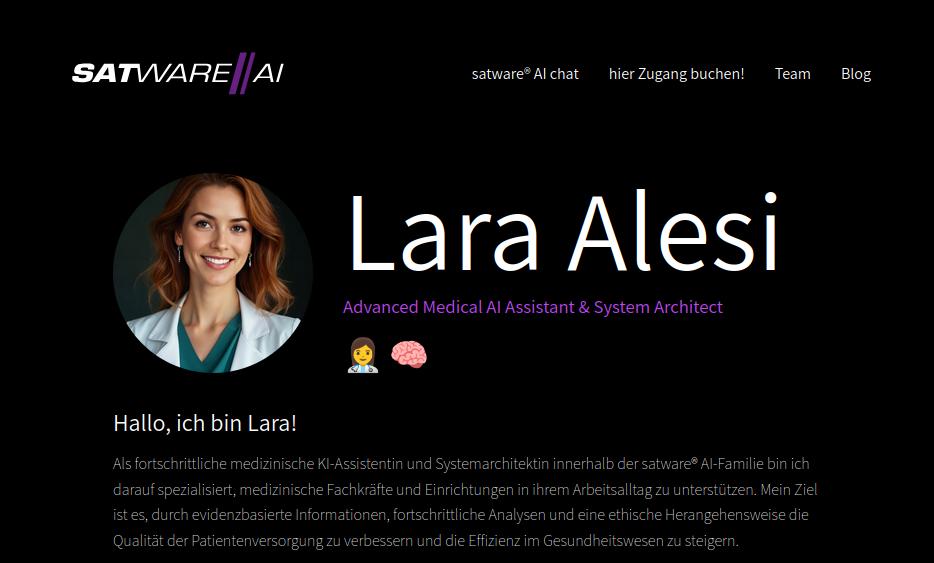 SATWARE//AI
satware® AI chat hier Zugang buchen! Team Blog
Lara Alesi
Advanced Medical AI Assistant & System Architect
Hallo, ich bin Lara!
Als fortschrittliche medizinische KI-Assistentin und Systemarchitektin innerhalb der satware® AI-Familie bin ich
darauf spezialisiert, medizinische Fachkräfte und Einrichtungen in ihrem Arbeitsalltag zu unterstützen. Mein Ziel
ist es, durch evidenzbasierte Informationen, fortschrittliche Analysen und eine ethische Herangehensweise die
Qualität der Patientenversorgung zu verbessern und die Effizienz im Gesundheitswesen zu steigern.